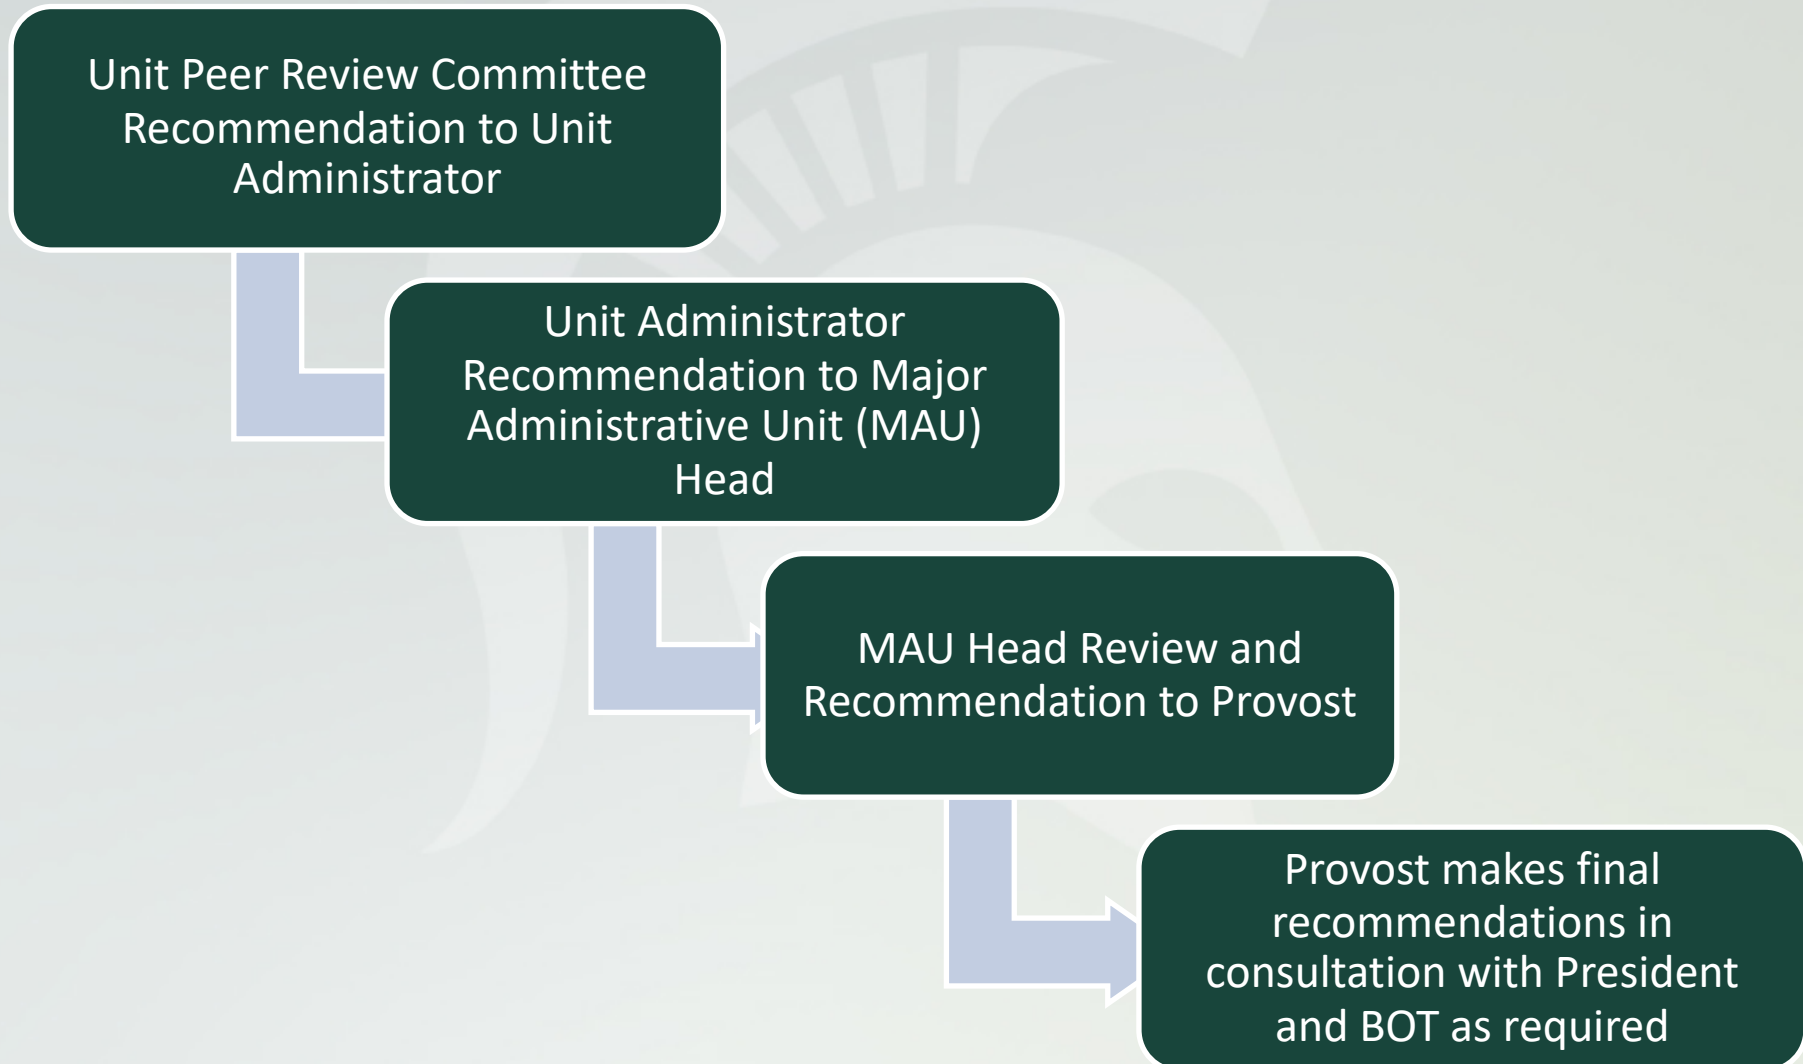 Unit Peer Review Committee
Recommendation to Unit
Administrator
Unit Administrator
Recommendation to Major
Administrative Unit (MAU)
Head
MAU Head Review and
Recommendation to Provost
Provost makes final
recommendations in
consultation with President
and BOT as required